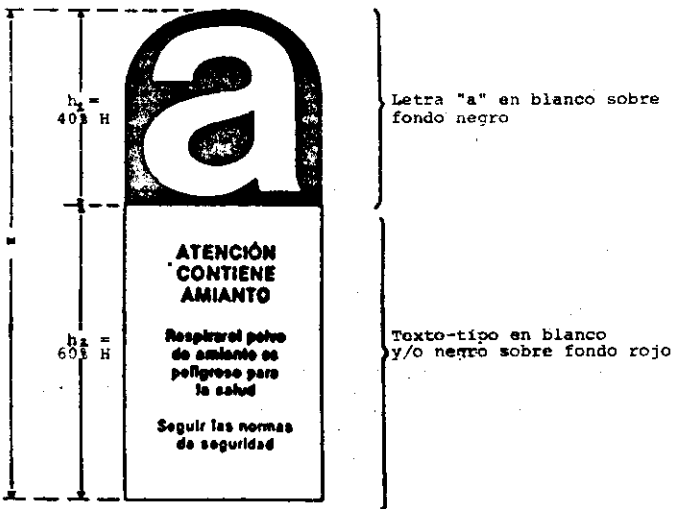 a
h₁ =
40% H
Letra "a" en blanco sobre
fondo negro
H
ATENCIÓN
CONTIENE
AMIANTO
Respirar el polvo
de amianto es
peligroso para
la salud
Seguir las normas
de seguridad
h₂ =
60% H
Texto-tipo en blanco
y/o negro sobre fondo rojo